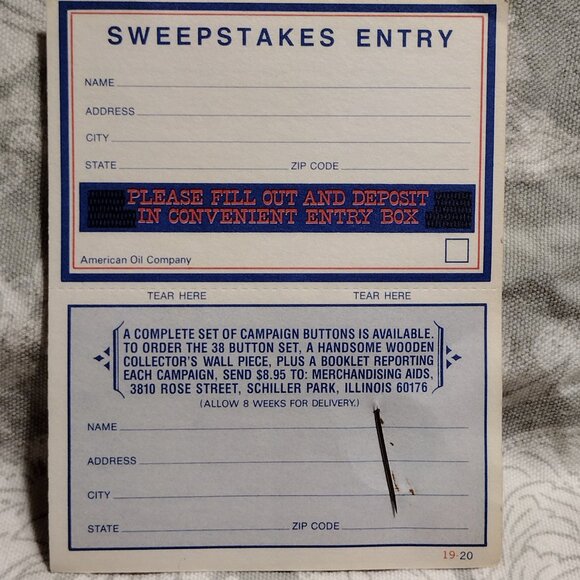 SWEEPSTAKES ENTRY
NAME
ADDRESS
CITY
STATE ZIP CODE
PLEASE FILL OUT AND DEPOSIT
IN CONVENIENT ENTRY BOX
American Oil Company
TEAR HERE TEAR HERE
A COMPLETE SET OF CAMPAIGN BUTTONS IS AVAILABLE.
TO ORDER THE 38 BUTTON SET, A HANDSOME WOODEN
COLLECTOR'S WALL PIECE, PLUS A BOOKLET REPORTING
EACH CAMPAIGN, SEND $8.95 TO: MERCHANDISING AIDS,
3810 ROSE STREET, SCHILLER PARK, ILLINOIS 60176
(ALLOW 8 WEEKS FOR DELIVERY.)
NAME
ADDRESS
CITY
STATE ZIP CODE
19-20